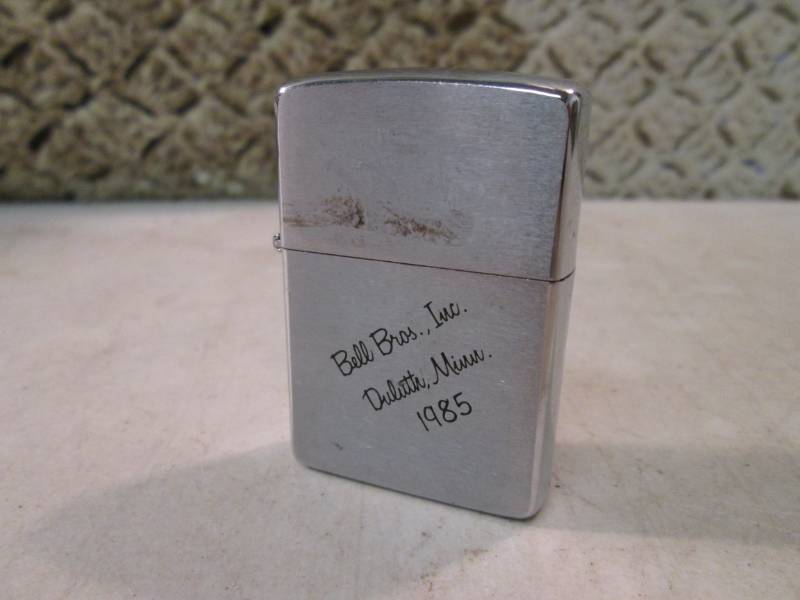 Bell Bros., Inc.
Duluth, Minn.
1985